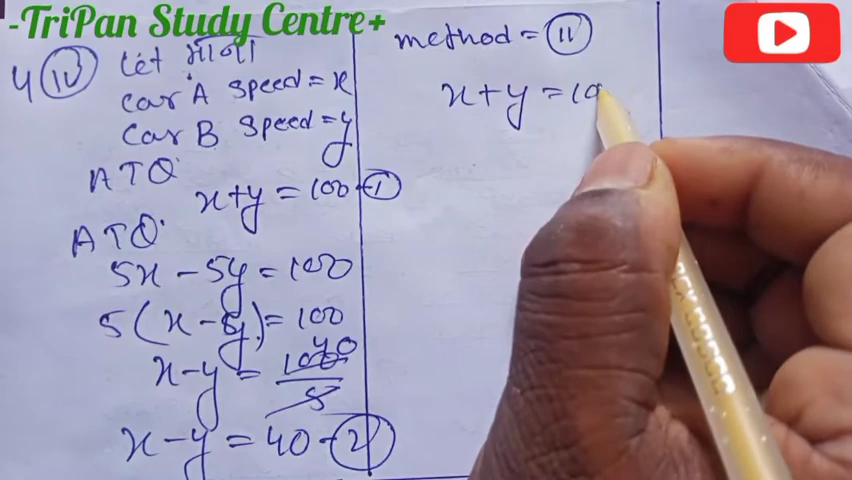 -TriPan Study Centre+
4 (iv) Let माना
car A speed = x
car B speed = y
ATQ
x+y = 100 - (1)
ATQ
5x - 5y = 100
5(x - y) = 100
x - y = 100/5
x - y = 40 - (2)
method = (II)
x + y = 10